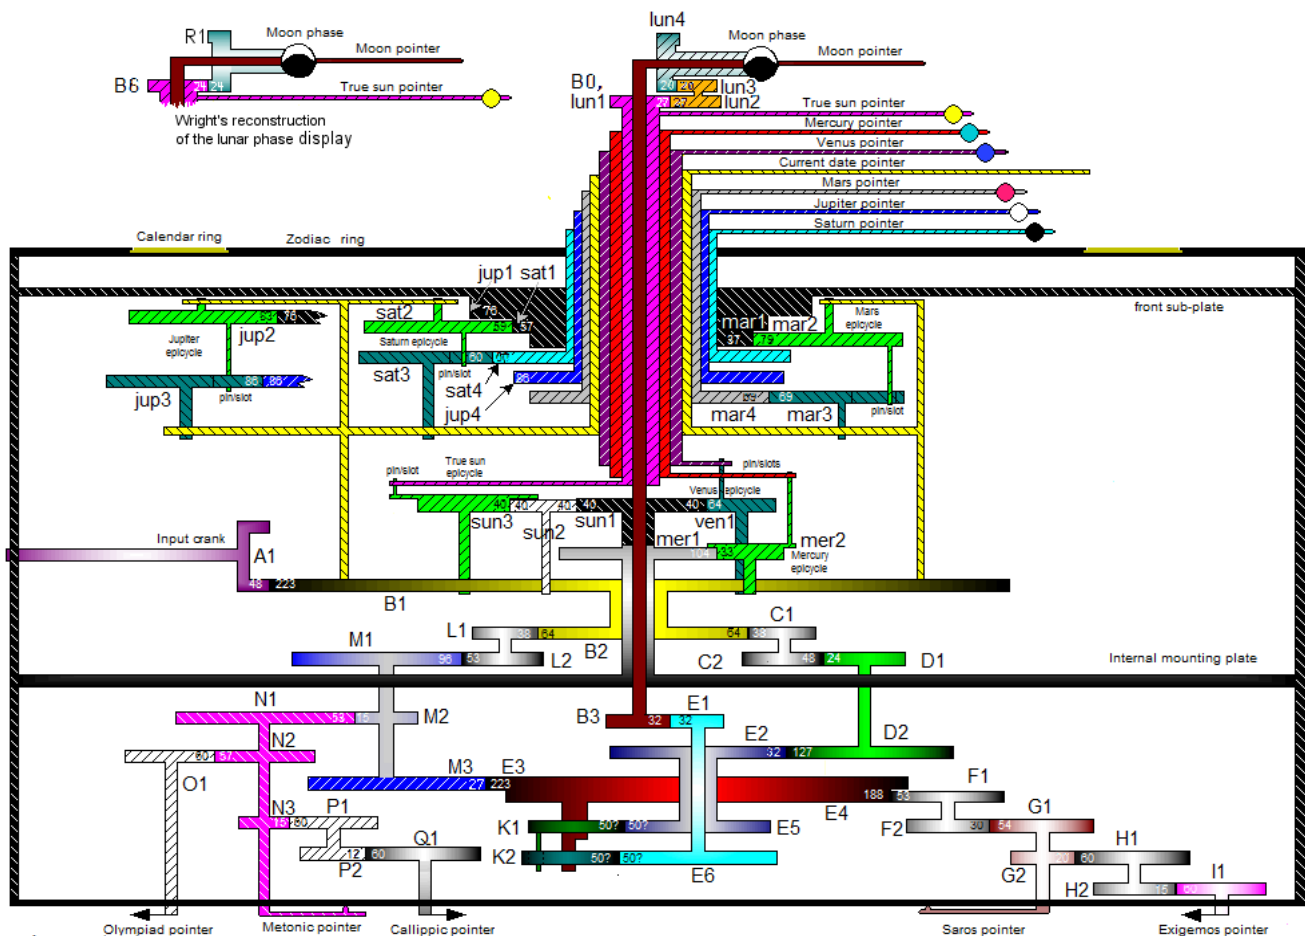 lun4
R1
Moon phase
Moon phase
Moon pointer
Moon pointer
B6
24
24
True sun pointer
B0,
lun1
20
20
lun3
27
27
lun2
Wright's reconstruction
of the lunar phase display
True sun pointer
Mercury pointer
Venus pointer
Current date pointer
Mars pointer
Jupiter pointer
Saturn pointer
Calendar ring
Zodiac ring
jup1
sat1
front sub-plate
sat2
76
57
mar1
mar2
Mars
epicycle
83
76
jup2
59
Saturn epicycle
37
79
Jupiter
epicycle
60
86
86
sat3
pin/slot
sat4
86
jup3
pin/slot
jup4
69
69
mar4
mar3
pin/slot
pin/slot
True sun
epicycle
pin/slots
Venus epicycle
40
40
40
40
40
64
sun3
sun2
sun1
ven1
Input crank
A1
mer1
mer2
104
33
Mercury
epicycle
48
223
B1
C1
L1
38
64
64
38
M1
B2
96
53
L2
C2
48
24
D1
Internal mounting plate
N1
53
15
M2
B3
32
32
E1
N2
E2
60
57
32
127
D2
O1
M3
27
223
E3
188
53
F1
E4
N3
P1
15
60
K1
50?
50?
E5
F2
30
54
G1
Q1
12
60
P2
K2
50?
50?
E6
G2
20
60
H1
H2
15
60
I1
Olympiad pointer
Metonic pointer
Callippic pointer
Saros pointer
Exigemos pointer